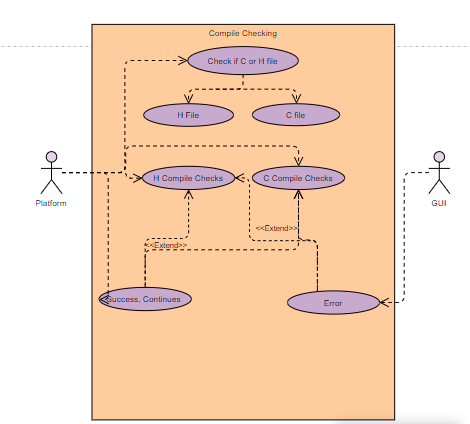 Compile Checking
Check if C or H file
H File
C file
H Compile Checks
C Compile Checks
Platform
GUI
<<Extend>>
<<Extend>>
Success, Continues
Error